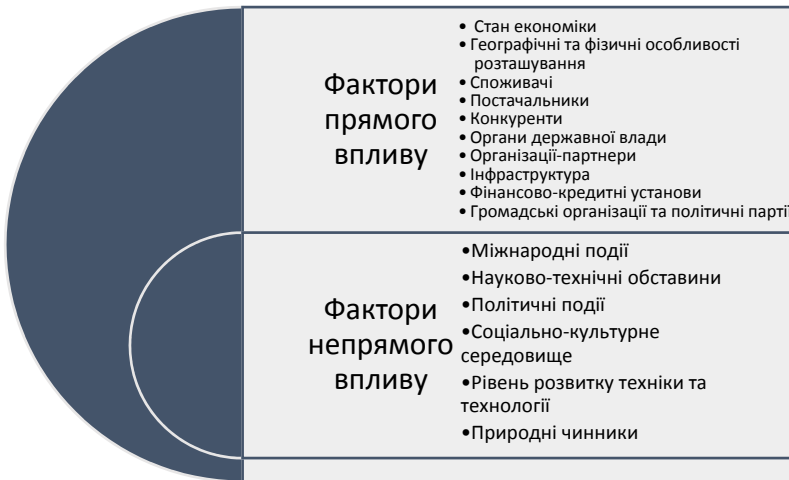 Фактори
прямого
впливу
• Стан економіки
• Географічні та фізичні особливості
розташування
• Споживачі
• Постачальники
• Конкуренти
• Органи державної влади
• Організації-партнери
• Інфраструктура
• Фінансово-кредитні установи
• Громадські організації та політичні партії
Фактори
непрямого
впливу
•Міжнародні події
•Науково-технічні обставини
•Політичні події
•Соціально-культурне
середовище
•Рівень розвитку техніки та
технології
•Природні чинники